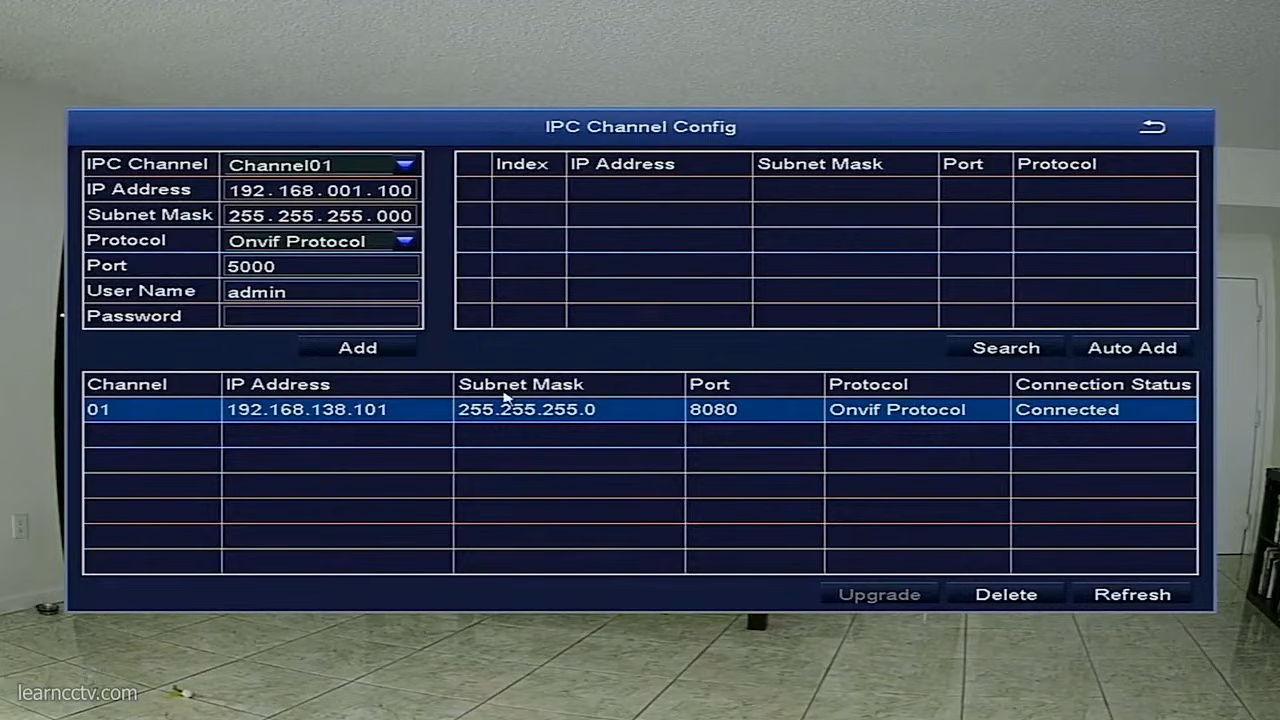 IPC Channel Config
IPC Channel Channel01
IP Address 192.168.001.100
Subnet Mask 255.255.255.000
Protocol Onvif Protocol
Port 5000
User Name admin
Password
Add
Index IP Address Subnet Mask Port Protocol
Search Auto Add
Channel IP Address Subnet Mask Port Protocol Connection Status
01 192.168.138.101 255.255.255.0 8080 Onvif Protocol Connected
Upgrade Delete Refresh
learncctv.com